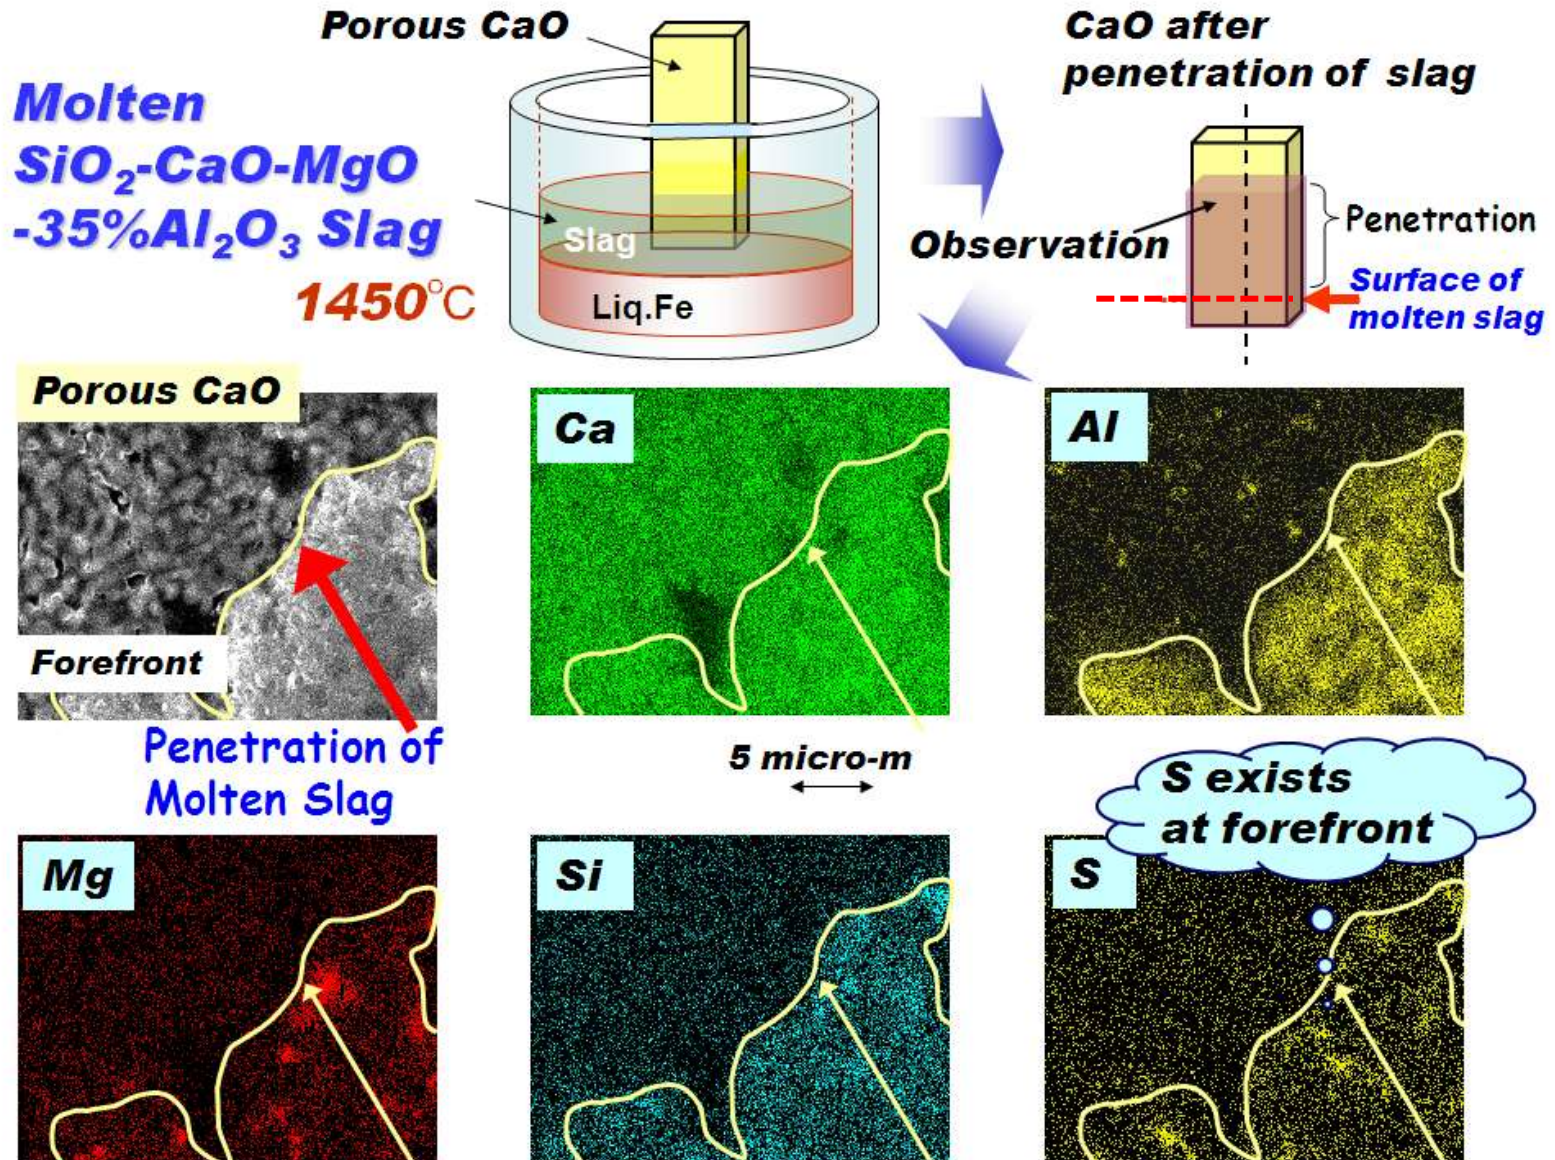 Porous CaO
CaO after
penetration of slag
Molten
SiO2-CaO-MgO
-35%Al2O3 Slag
1450°C
Slag
Liq.Fe
Observation
Penetration
Surface of
molten slag
Porous CaO
Ca
Al
Forefront
Penetration of
Molten Slag
5 micro-m
S exists
at forefront
Mg
Si
S